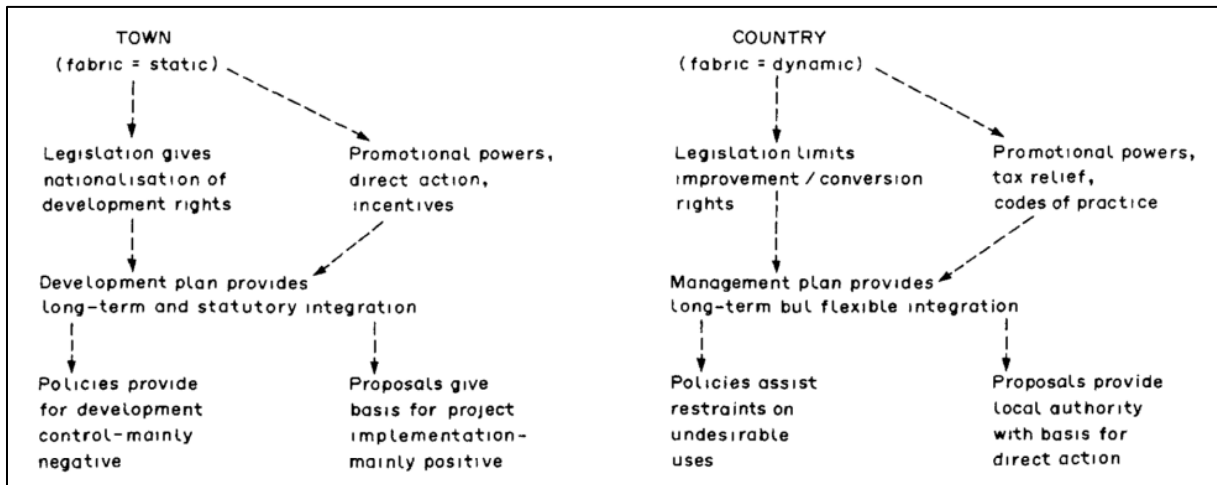 TOWN
(fabric = static)
Legislation gives
nationalisation of
development rights
Promotional powers,
direct action,
incentives
Development plan provides
long-term and statutory integration
Policies provide
for development
control-mainly
negative
Proposals give
basis for project
implementation-
mainly positive
COUNTRY
(fabric = dynamic)
Legislation limits
improvement/conversion
rights
Promotional powers,
tax relief,
codes of practice
Management plan provides
long-term but flexible integration
Policies assist
restraints on
undesirable
uses
Proposals provide
local authority
with basis for
direct action